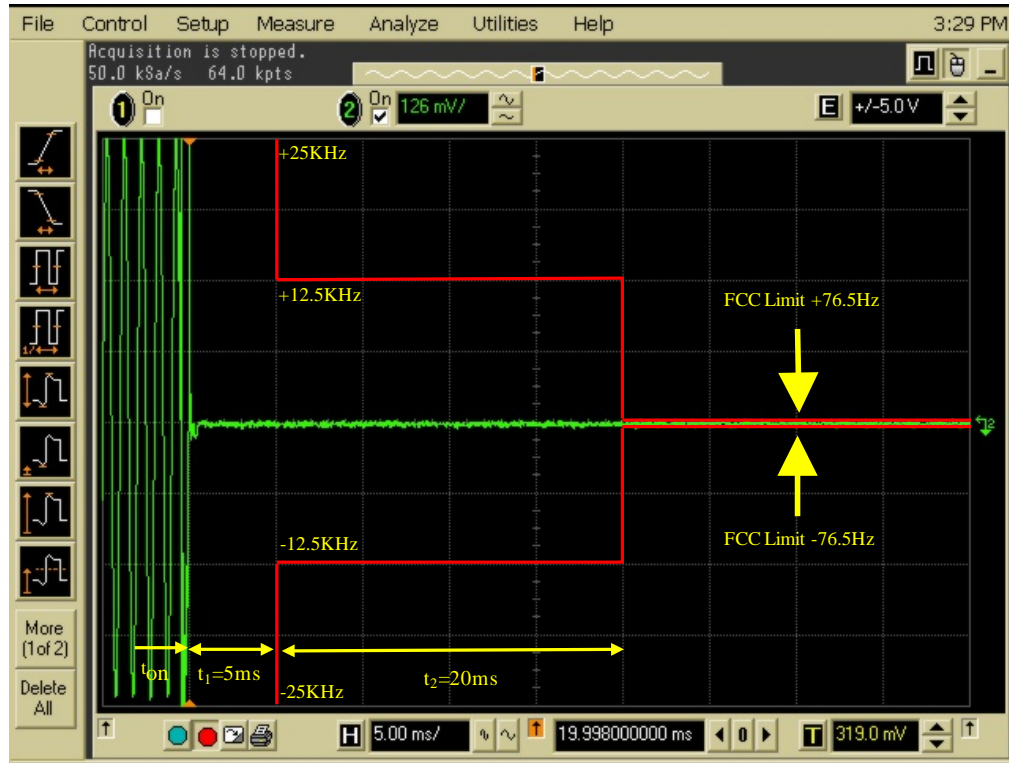 File Control Setup Measure Analyze Utilities Help 3:29 PM
Acquisition is stopped.
50.0 kSa/s 64.0 kpts
1 On 2 On 126 mV/ E +/-5.0 V
+25KHz
+12.5KHz
FCC Limit +76.5Hz
2
-12.5KHz
FCC Limit -76.5Hz
ton t1=5ms t2=20ms
-25KHz
1/
More
(1of 2)
Delete
All
H 5.00 ms/ 19.998000000 ms 0 T 319.0 mV